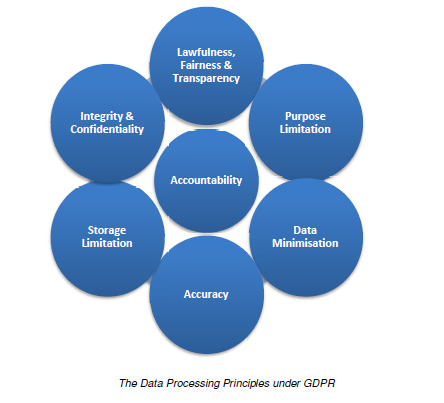 Lawfulness,
Fairness &
Transparency
Purpose
Limitation
Data
Minimisation
Accuracy
Storage
Limitation
Integrity &
Confidentiality
Accountability
The Data Processing Principles under GDPR